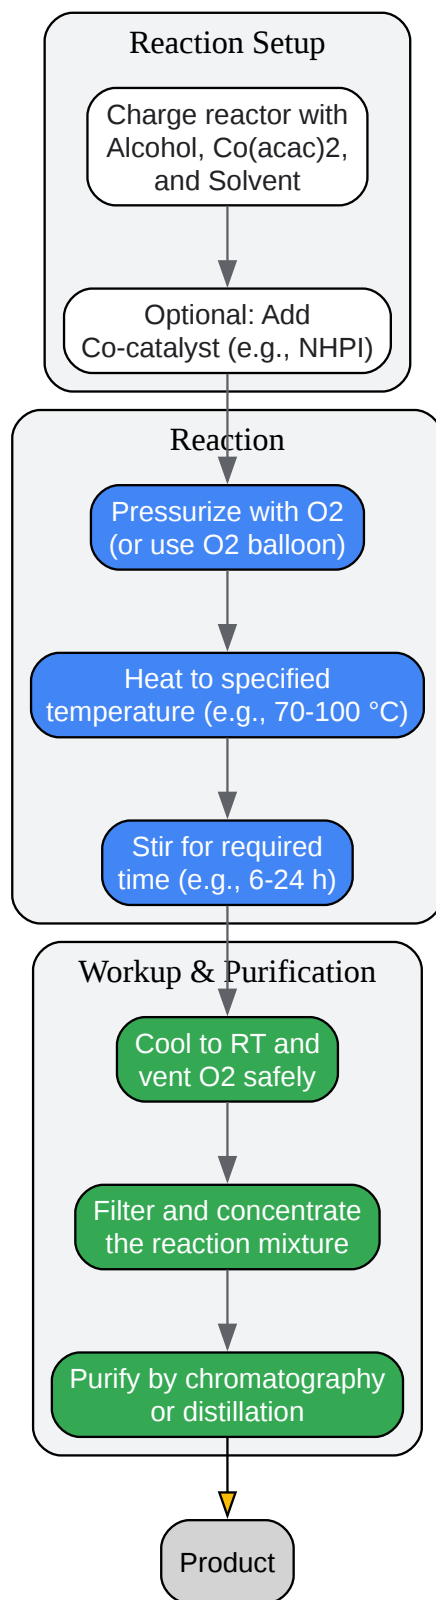 Reaction Setup
Charge reactor with
Alcohol, Co(acac)2,
and Solvent
Optional: Add
Co-catalyst (e.g., NHPI)
Reaction
Pressurize with O2
(or use O2 balloon)
Heat to specified
temperature (e.g., 70-100 °C)
Stir for required
time (e.g., 6-24 h)
Workup & Purification
Cool to RT and
vent O2 safely
Filter and concentrate
the reaction mixture
Purify by chromatography
or distillation
Product